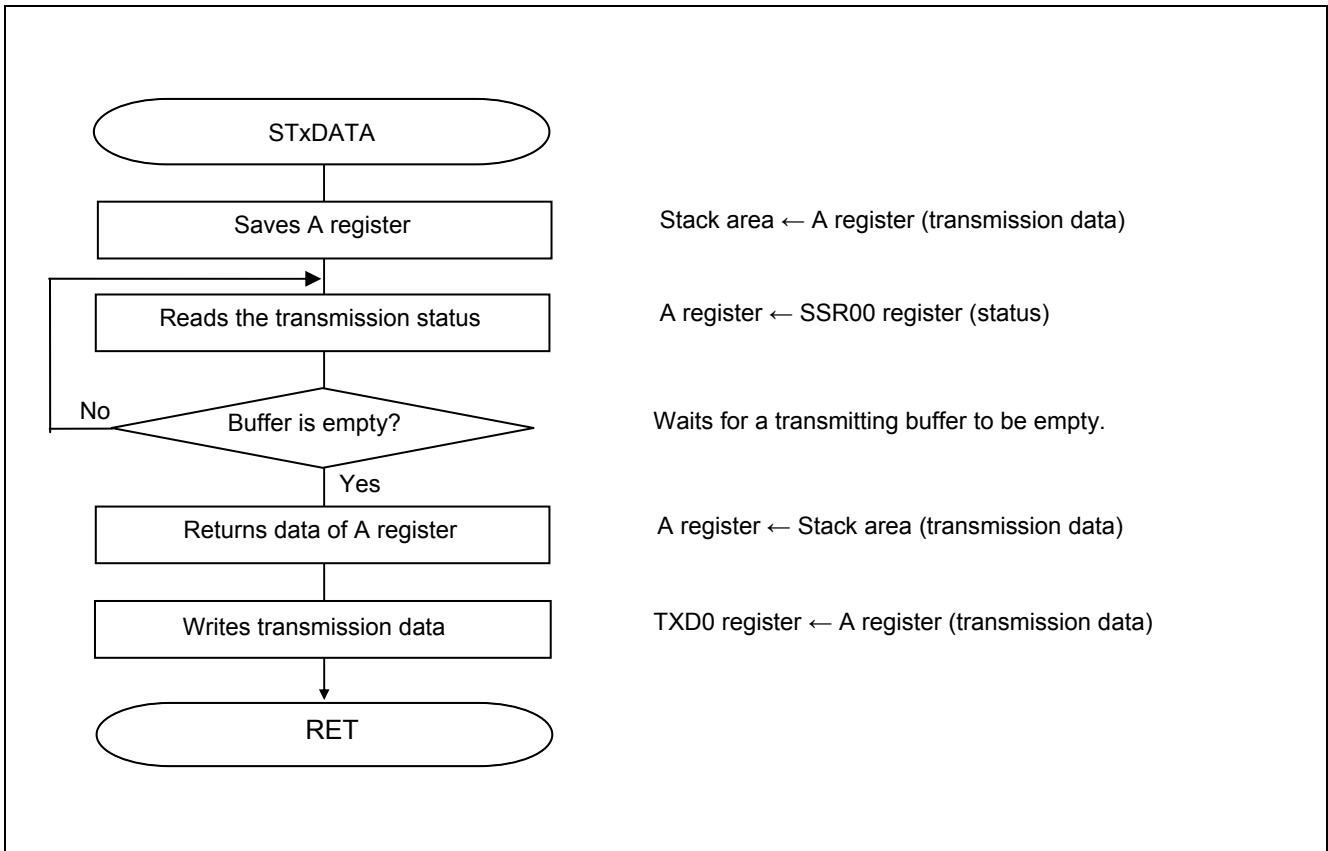 STxDATA
Saves A register
Stack area ← A register (transmission data)
Reads the transmission status
A register ← SSR00 register (status)
No
Buffer is empty?
Waits for a transmitting buffer to be empty.
Yes
Returns data of A register
A register ← Stack area (transmission data)
Writes transmission data
TXD0 register ← A register (transmission data)
RET